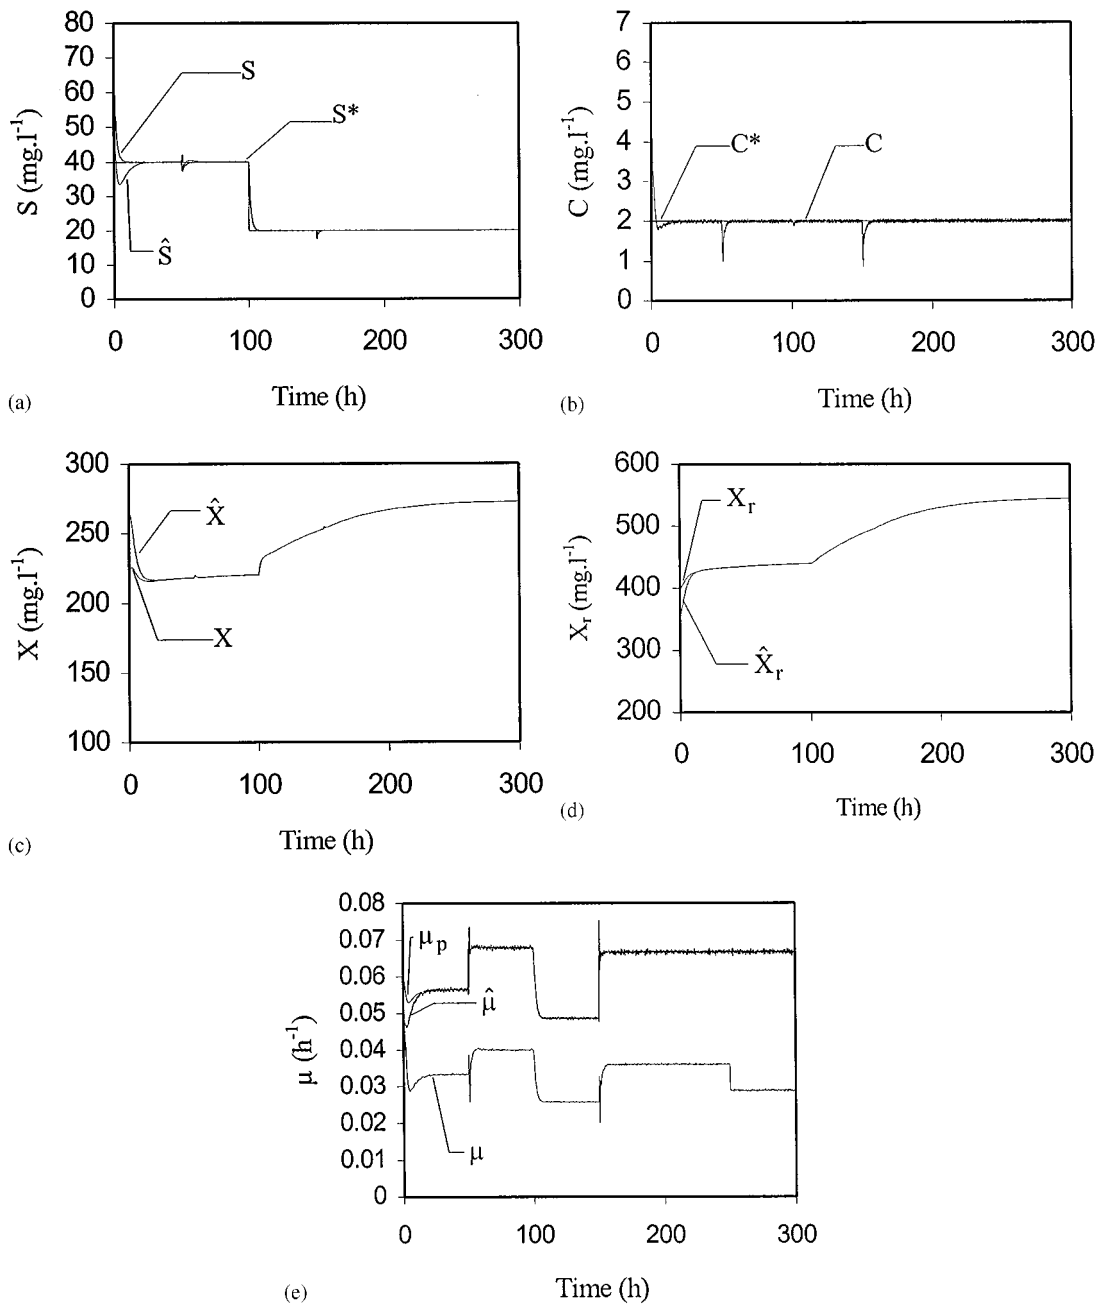 80
70
60
50
40
30
20
10
0
S (mg.l⁻¹)
S
S*
Ŝ
0
100
200
300
Time (h)
(a)
7
6
5
4
3
2
1
0
C (mg.l⁻¹)
C*
C
0
100
200
300
Time (h)
(b)
300
250
200
150
100
X (mg.l⁻¹)
X̂
X
0
100
200
300
Time (h)
(c)
600
500
400
300
200
Xᵣ (mg.l⁻¹)
Xᵣ
X̂ᵣ
0
100
200
300
Time (h)
(d)
0.08
0.07
0.06
0.05
0.04
0.03
0.02
0.01
0
μ (h⁻¹)
μₚ
μ̂
μ
0
100
200
300
Time (h)
(e)